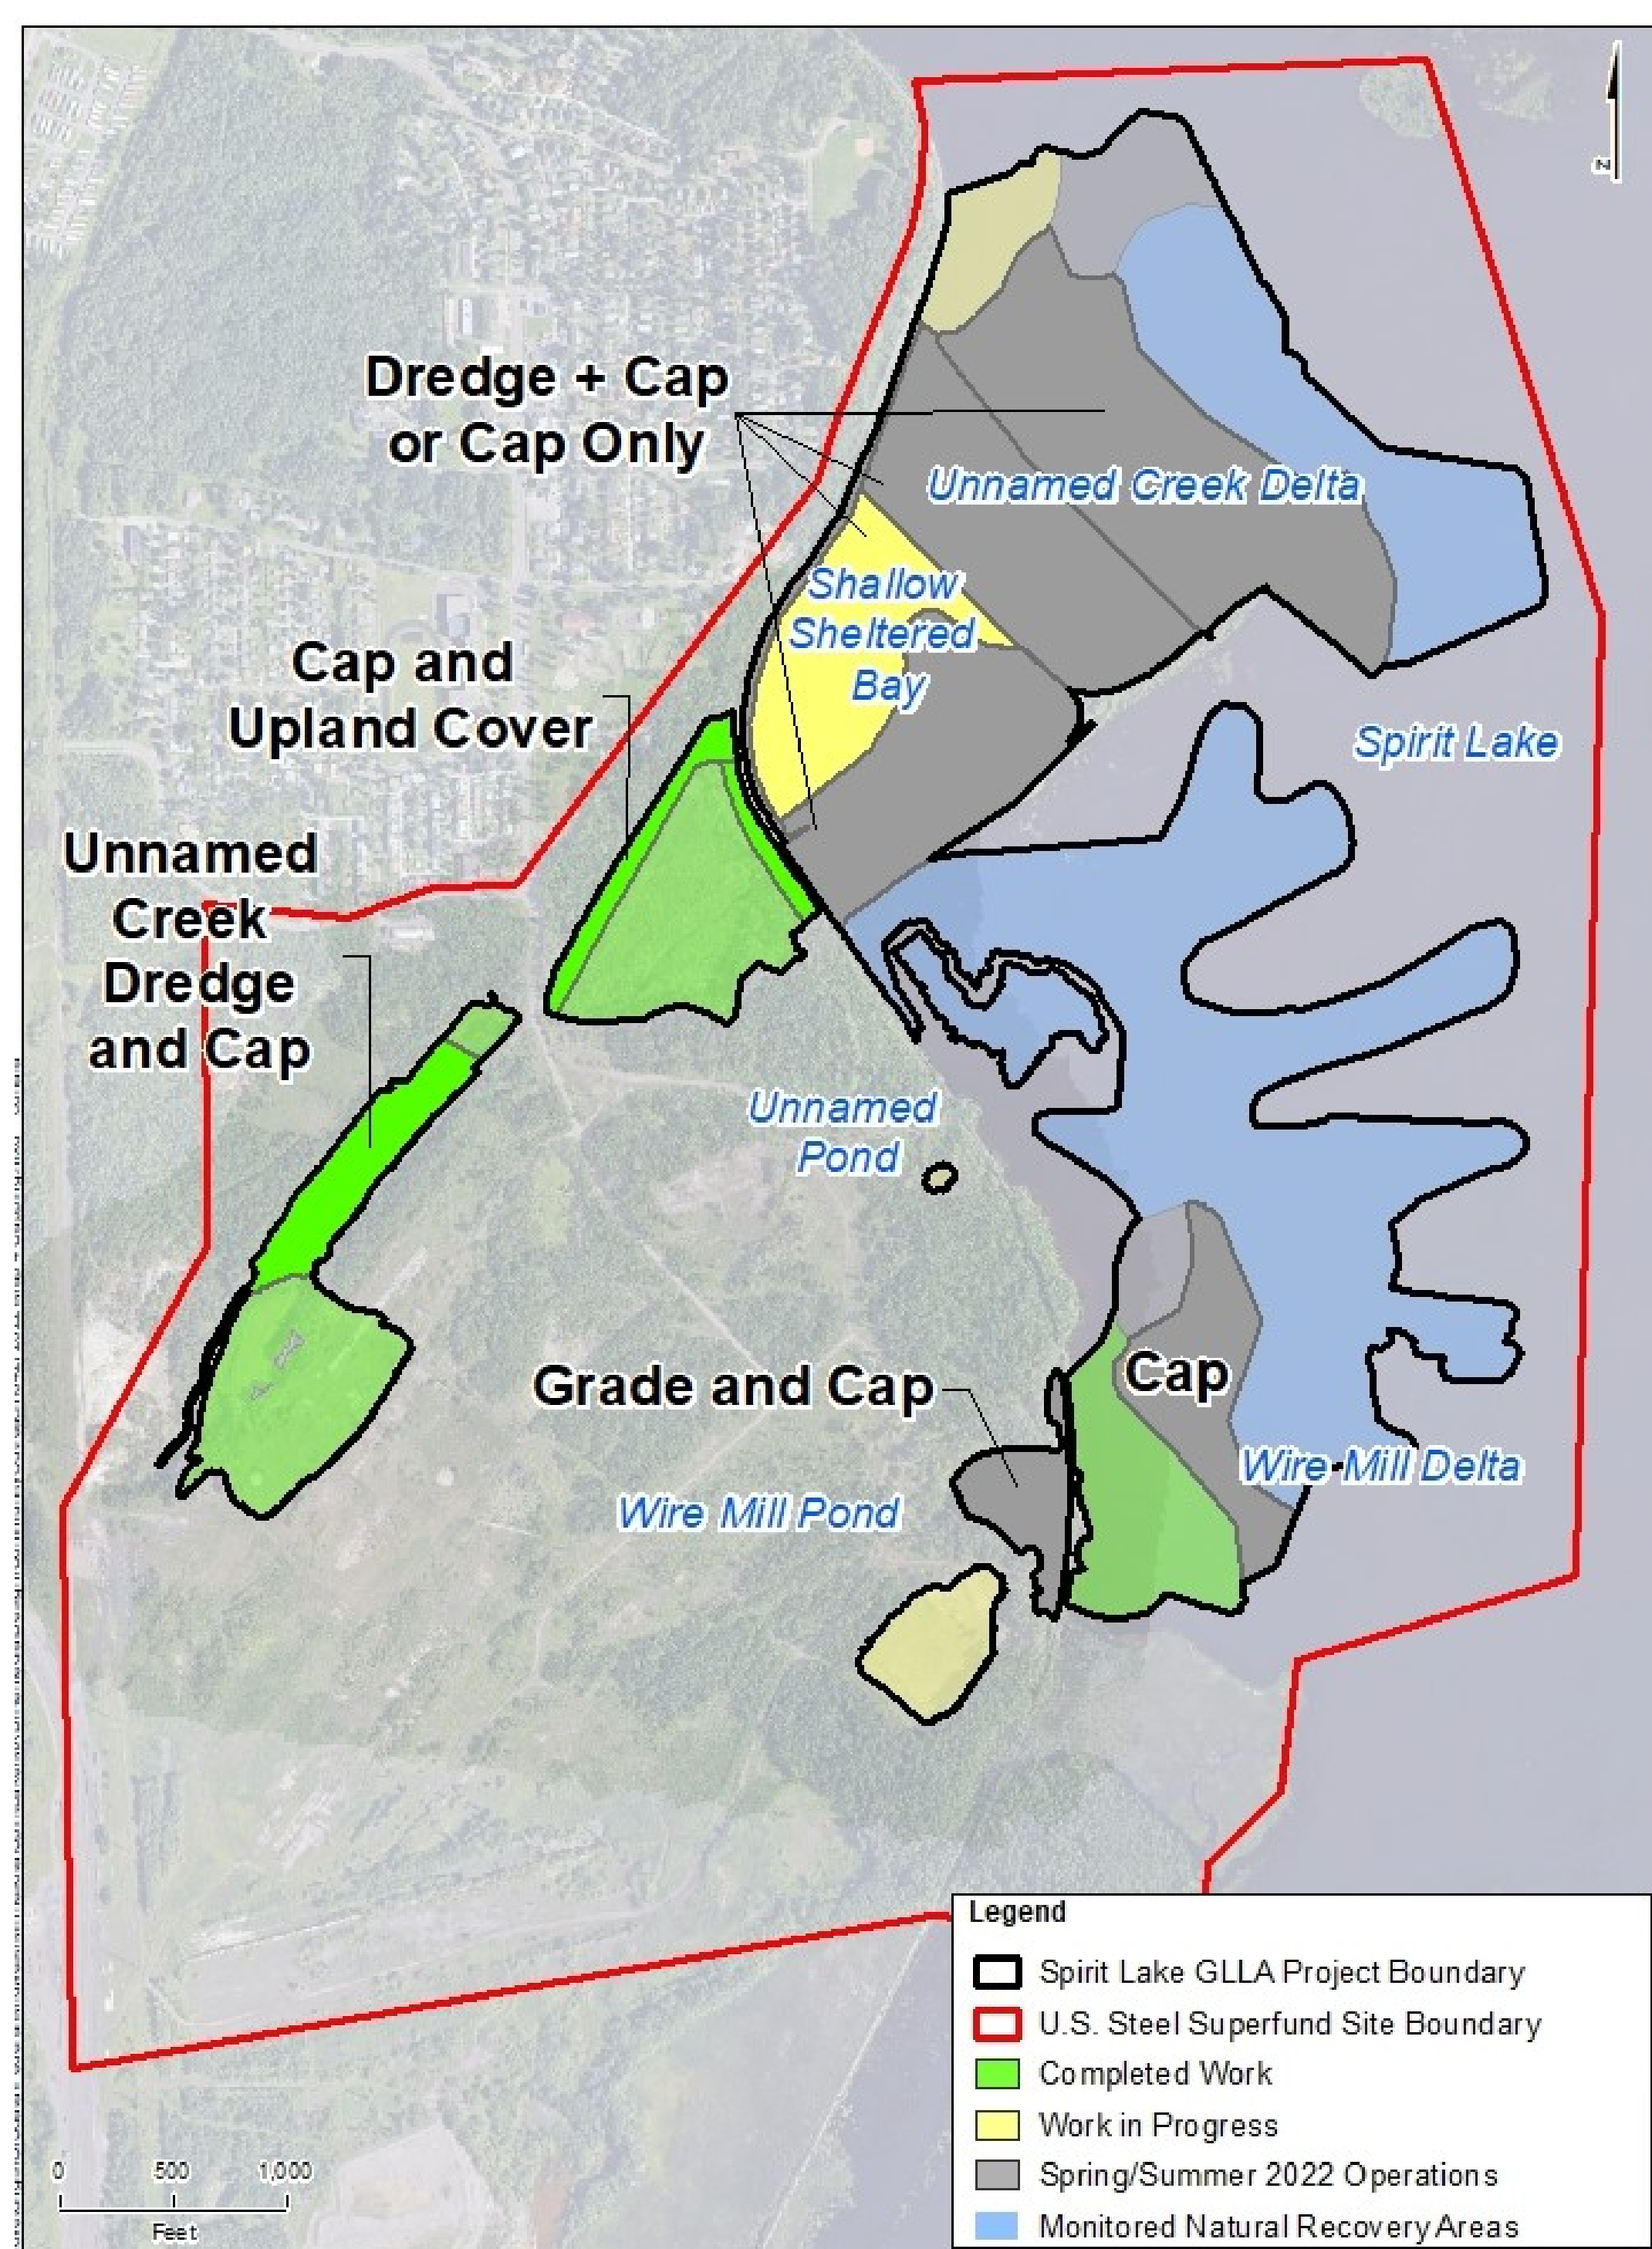 N
Dredge + Cap
or Cap Only
Unnamed Creek Delta
Shallow
Sheltered
Bay
Cap and
Upland Cover
Spirit Lake
Unnamed
Creek
Dredge
and Cap
Unnamed
Pond
Grade and Cap
Cap
Wire Mill Delta
Wire Mill Pond
Legend
Spirit Lake GLLA Project Boundary
U.S. Steel Superfund Site Boundary
Completed Work
Work in Progress
Spring/Summer 2022 Operations
Monitored Natural Recovery Areas
0 500 1,000
Feet